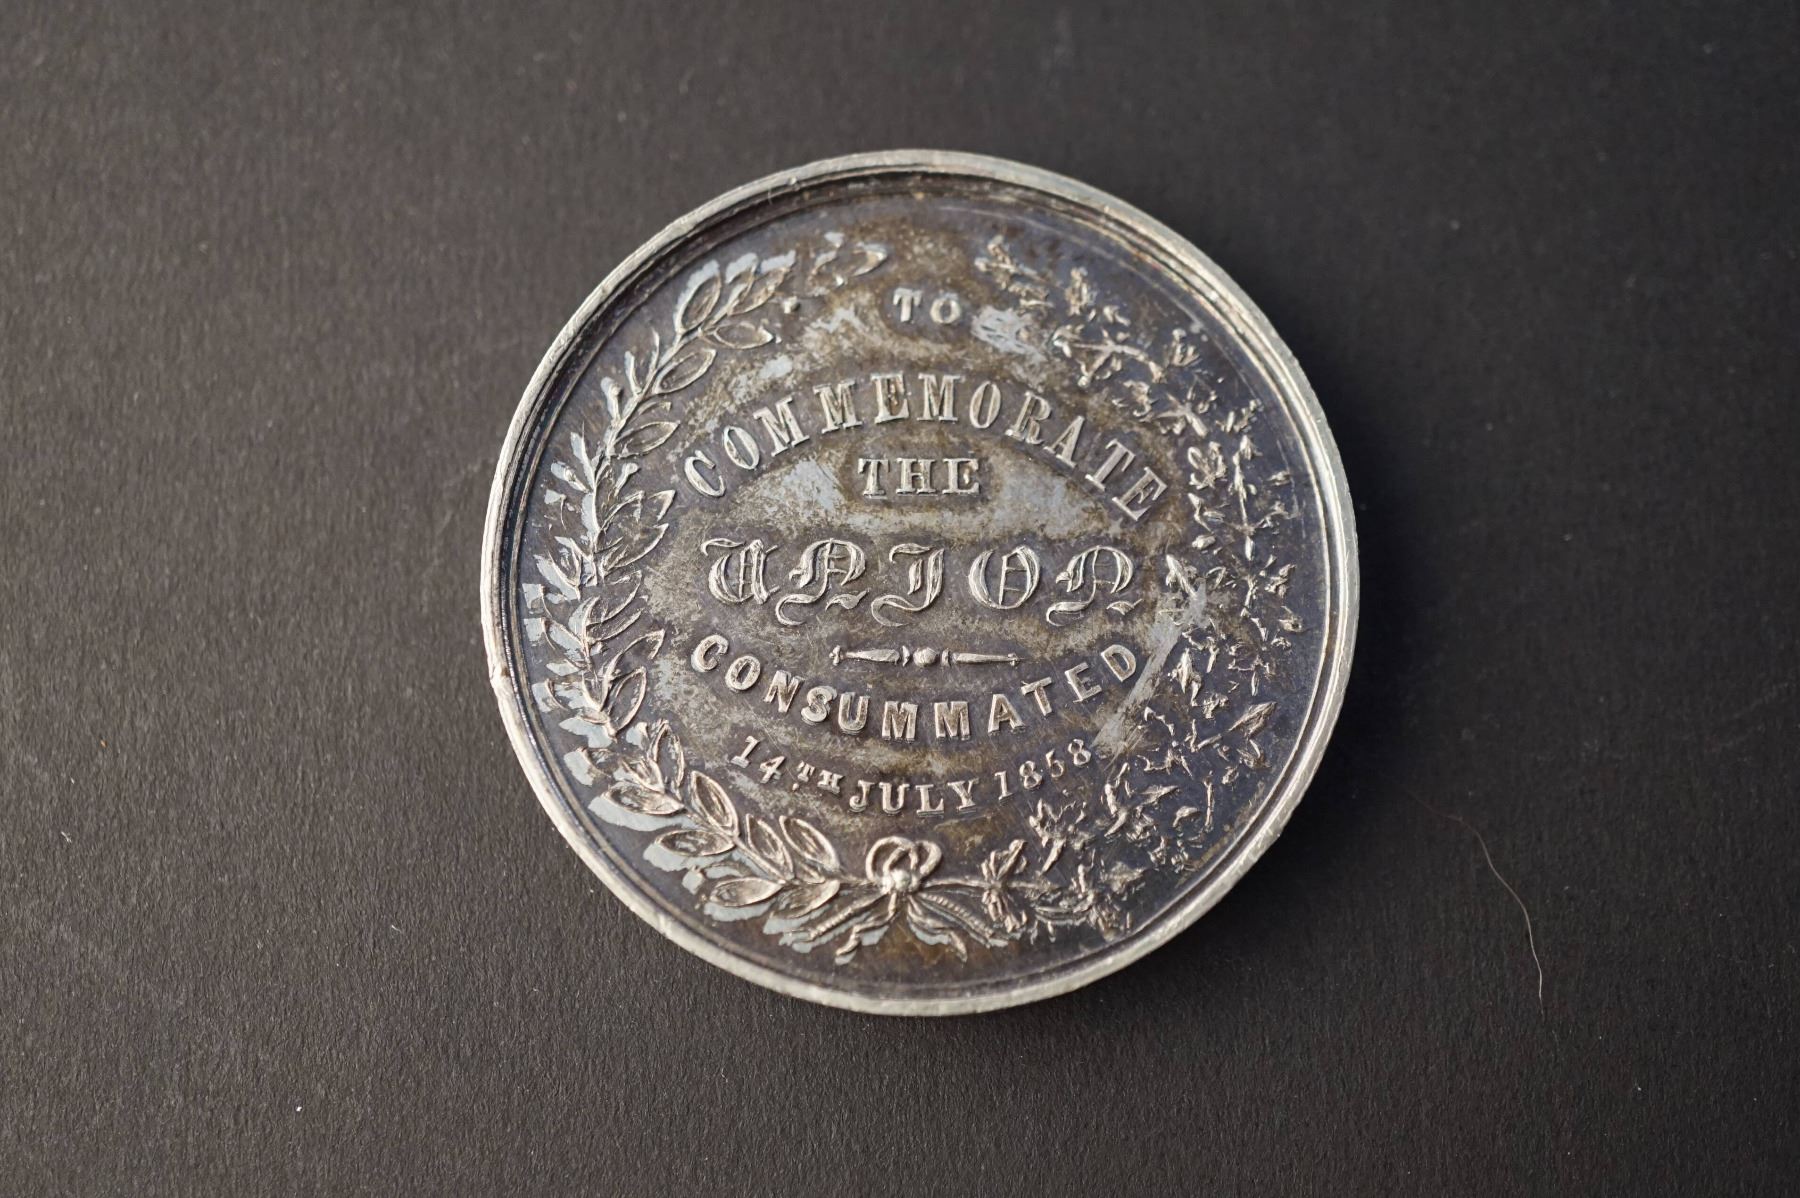 TO
COMMEMORATE
THE
UNION
CONSUMMATED
14TH JULY 1858